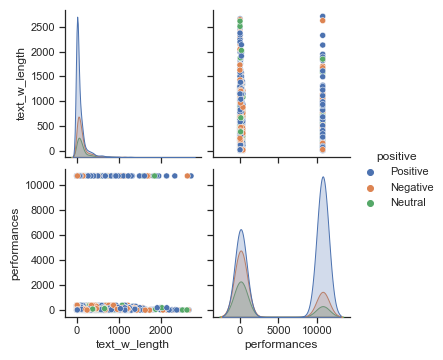 2500
2000
1500
1000
500
0
text_w_length
positive
Positive
Negative
Neutral
10000
8000
6000
4000
2000
0
performances
0 1000 2000
text_w_length
0 5000 10000
performances